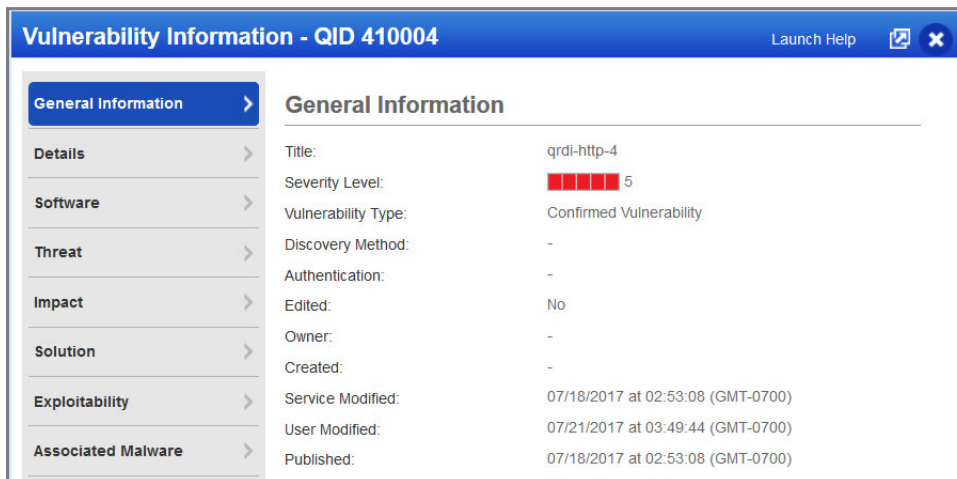 Vulnerability Information - QID 410004
Launch Help
General Information
Details
Software
Threat
Impact
Solution
Exploitability
Associated Malware
General Information
Title: qrdi-http-4
Severity Level: 5
Vulnerability Type: Confirmed Vulnerability
Discovery Method: -
Authentication: -
Edited: No
Owner: -
Created: -
Service Modified: 07/18/2017 at 02:53:08 (GMT-0700)
User Modified: 07/21/2017 at 03:49:44 (GMT-0700)
Published: 07/18/2017 at 02:53:08 (GMT-0700)